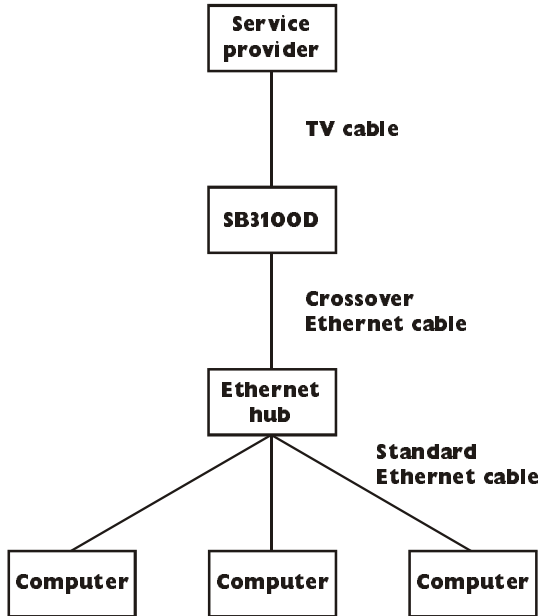 Service
provider
TV cable
SB3100D
Crossover
Ethernet cable
Ethernet
hub
Standard
Ethernet cable
Computer
Computer
Computer